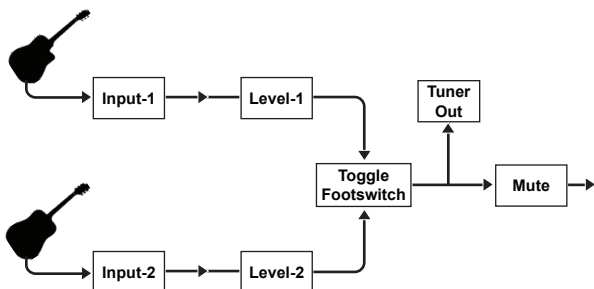 Input-1
Level-1
Tuner
Out
Toggle
Footswitch
Mute
Input-2
Level-2